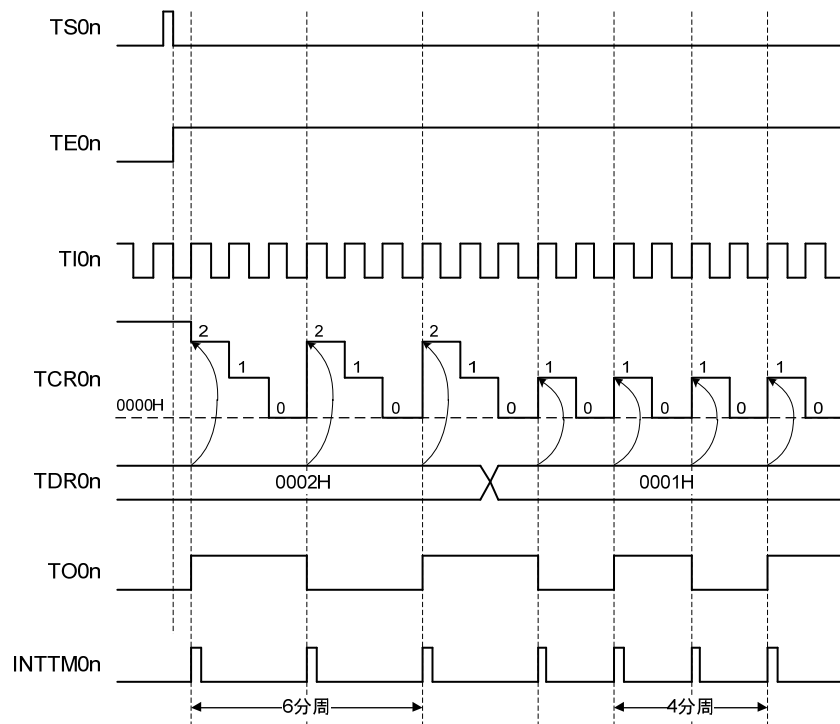 TS0n
TE0n
TI0n
TCR0n
2 2 2
1 1 1 1 1 1 1
0000H 0 0 0 0 0 0
TDR0n
0002H 0001H
TO0n
INTTM0n
6分周 4分周